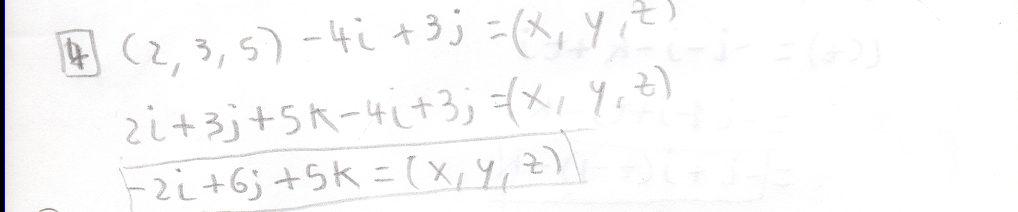 4 (2,3,5) -4i +3j =(x, y, z)
2i+3j+5k-4i+3j =(x, y, z)
-2i+6j+5k=(x, y, z)